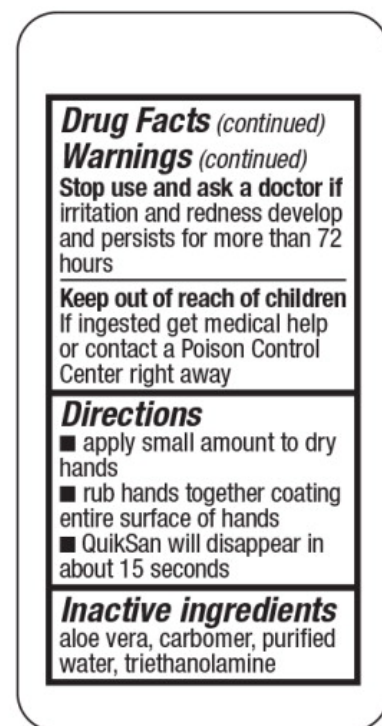 Drug Facts (continued)
Warnings (continued)
Stop use and ask a doctor if
irritation and redness develop
and persists for more than 72
hours
Keep out of reach of children
If ingested get medical help
or contact a Poison Control
Center right away
Directions
■ apply small amount to dry
hands
■ rub hands together coating
entire surface of hands
■ QuikSan will disappear in
about 15 seconds
Inactive ingredients
aloe vera, carbomer, purified
water, triethanolamine